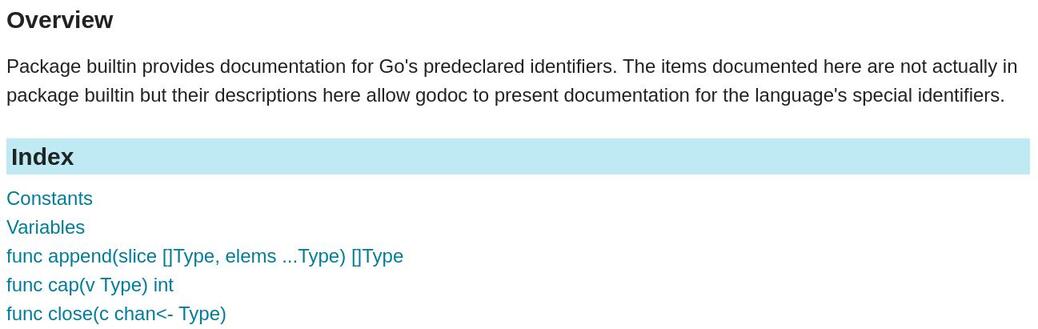 Overview
Package builtin provides documentation for Go's predeclared identifiers. The items documented here are not actually in
package builtin but their descriptions here allow godoc to present documentation for the language's special identifiers.
Index
Constants
Variables
func append(slice []Type, elems ...Type) []Type
func cap(v Type) int
func close(c chan<- Type)